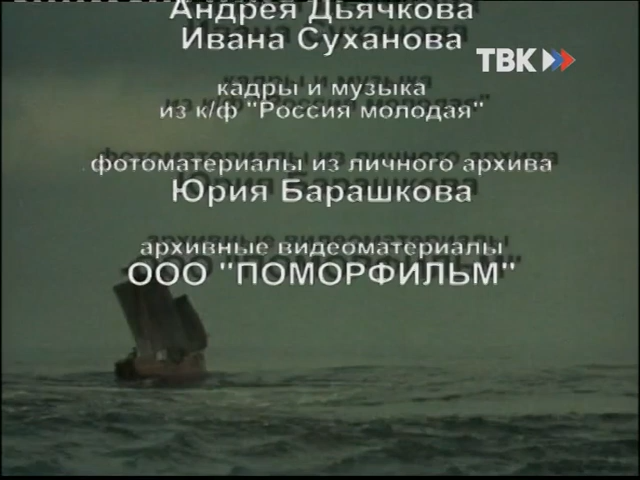 Андрея Дьячкова
Ивана Суханова
ТВК
кадры и музыка
из к/ф "Россия молодая"
фотоматериалы из личного архива
Юрия Барашкова
архивные видеоматериалы
ООО "ПОМОРФИЛЬМ"